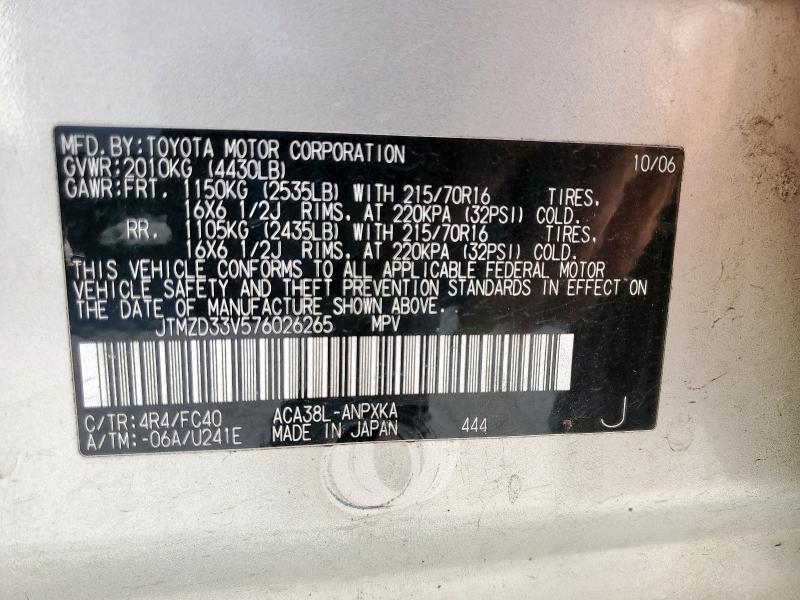 MFD.BY:TOYOTA MOTOR CORPORATION 10/06
GVWR:2010KG (4430LB)
GAWR:FRT. 1150KG (2535LB) WITH 215/70R16 TIRES,
16X6 1/2J RIMS. AT 220KPA (32PSI) COLD.
RR. 1105KG (2435LB) WITH 215/70R16 TIRES,
16X6 1/2J RIMS. AT 220KPA (32PSI) COLD.
THIS VEHICLE CONFORMS TO ALL APPLICABLE FEDERAL MOTOR
VEHICLE SAFETY AND THEFT PREVENTION STANDARDS IN EFFECT ON
THE DATE OF MANUFACTURE SHOWN ABOVE.
JTMZD33V576026265 MPV
C/TR:4R4/FC40 ACA38L-ANPXKA
A/TM:-06A/U241E MADE IN JAPAN 444 J